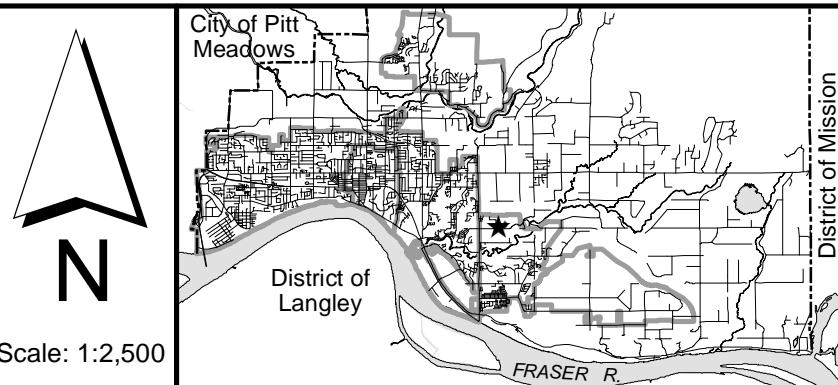 N
Scale: 1:2,500
City of Pitt
Meadows
District of
Langley
FRASER R.
District of Mission